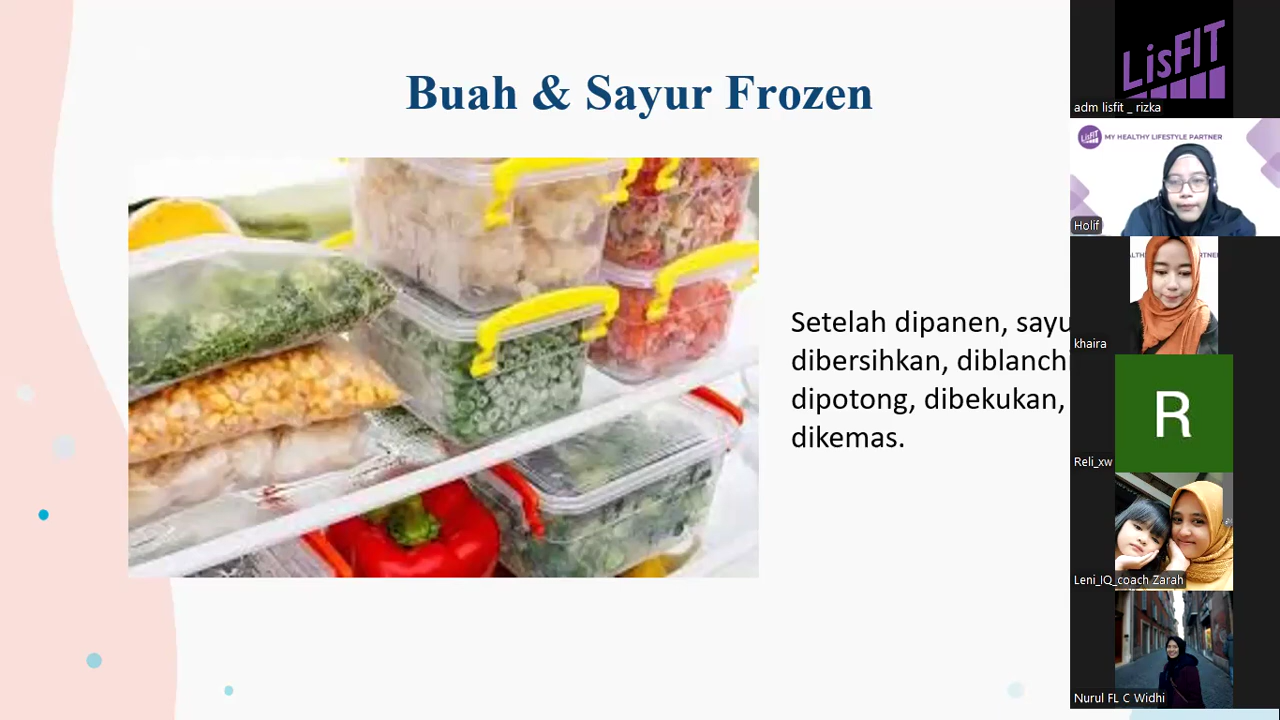 Buah & Sayur Frozen
Setelah dipanen, sayu
dibersihkan, diblanch
dipotong, dibekukan,
dikemas.
LISFIT
adm lisfit _ rizka
LISFIT MY HEALTHY LIFESTYLE PARTNER
Holif
khaira
R
Reli_xw
Leni_IQ_coach Zarah
Nurul FL C Widhi